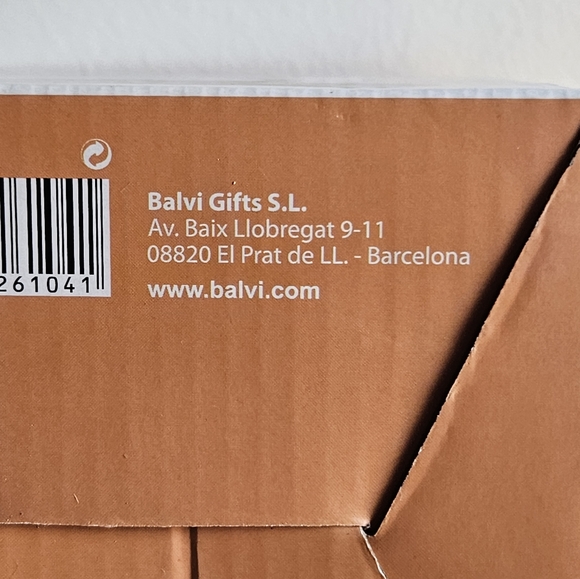 Balvi Gifts S.L.
Av. Baix Llobregat 9-11
08820 El Prat de LL. - Barcelona
www.balvi.com
261041